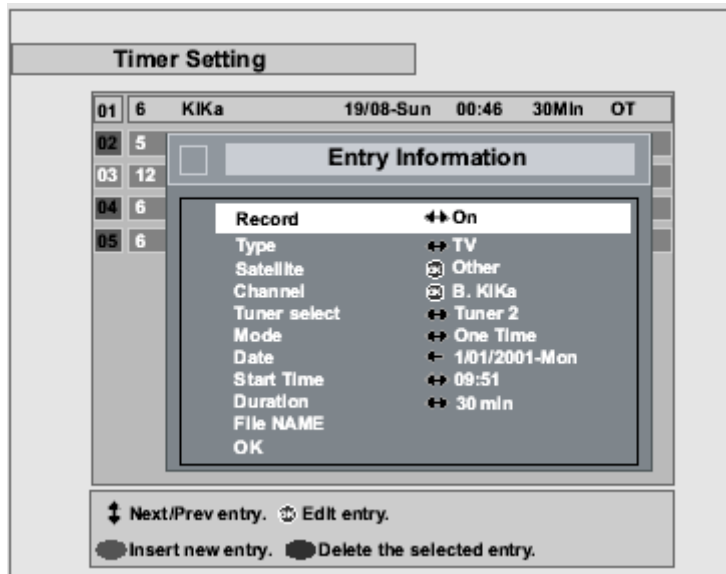 Timer Setting
01 6 KIKa 19/08-Sun 00:46 30Min OT
02 5
Entry Information
03 12
04 6
Record On
05 6
Type TV
Satellite Other
Channel B. KIKa
Tuner select Tuner 2
Mode One Time
Date 1/01/2001-Mon
Start Time 09:51
Duration 30 min
File NAME
OK
Next/Prev entry. OK Edit entry.
Insert new entry. Delete the selected entry.